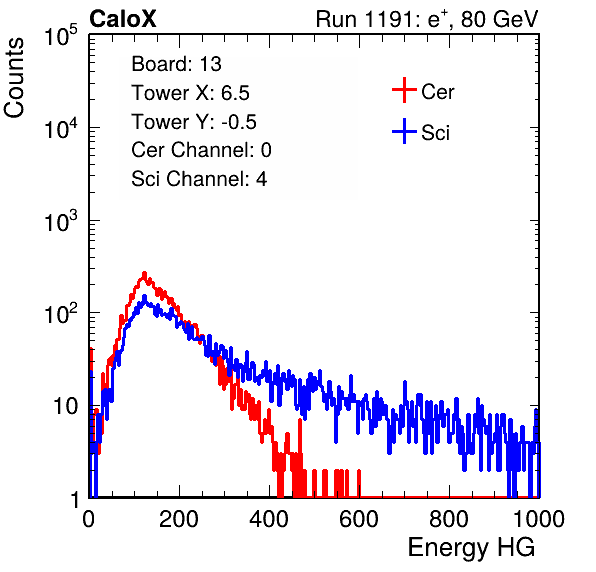 CaloX Run 1191: e⁺, 80 GeV
Counts
10⁵
10⁴
10³
10²
10
1
Board: 13
Tower X: 6.5
Tower Y: -0.5
Cer Channel: 0
Sci Channel: 4
Cer
Sci
0 200 400 600 800 1000
Energy HG